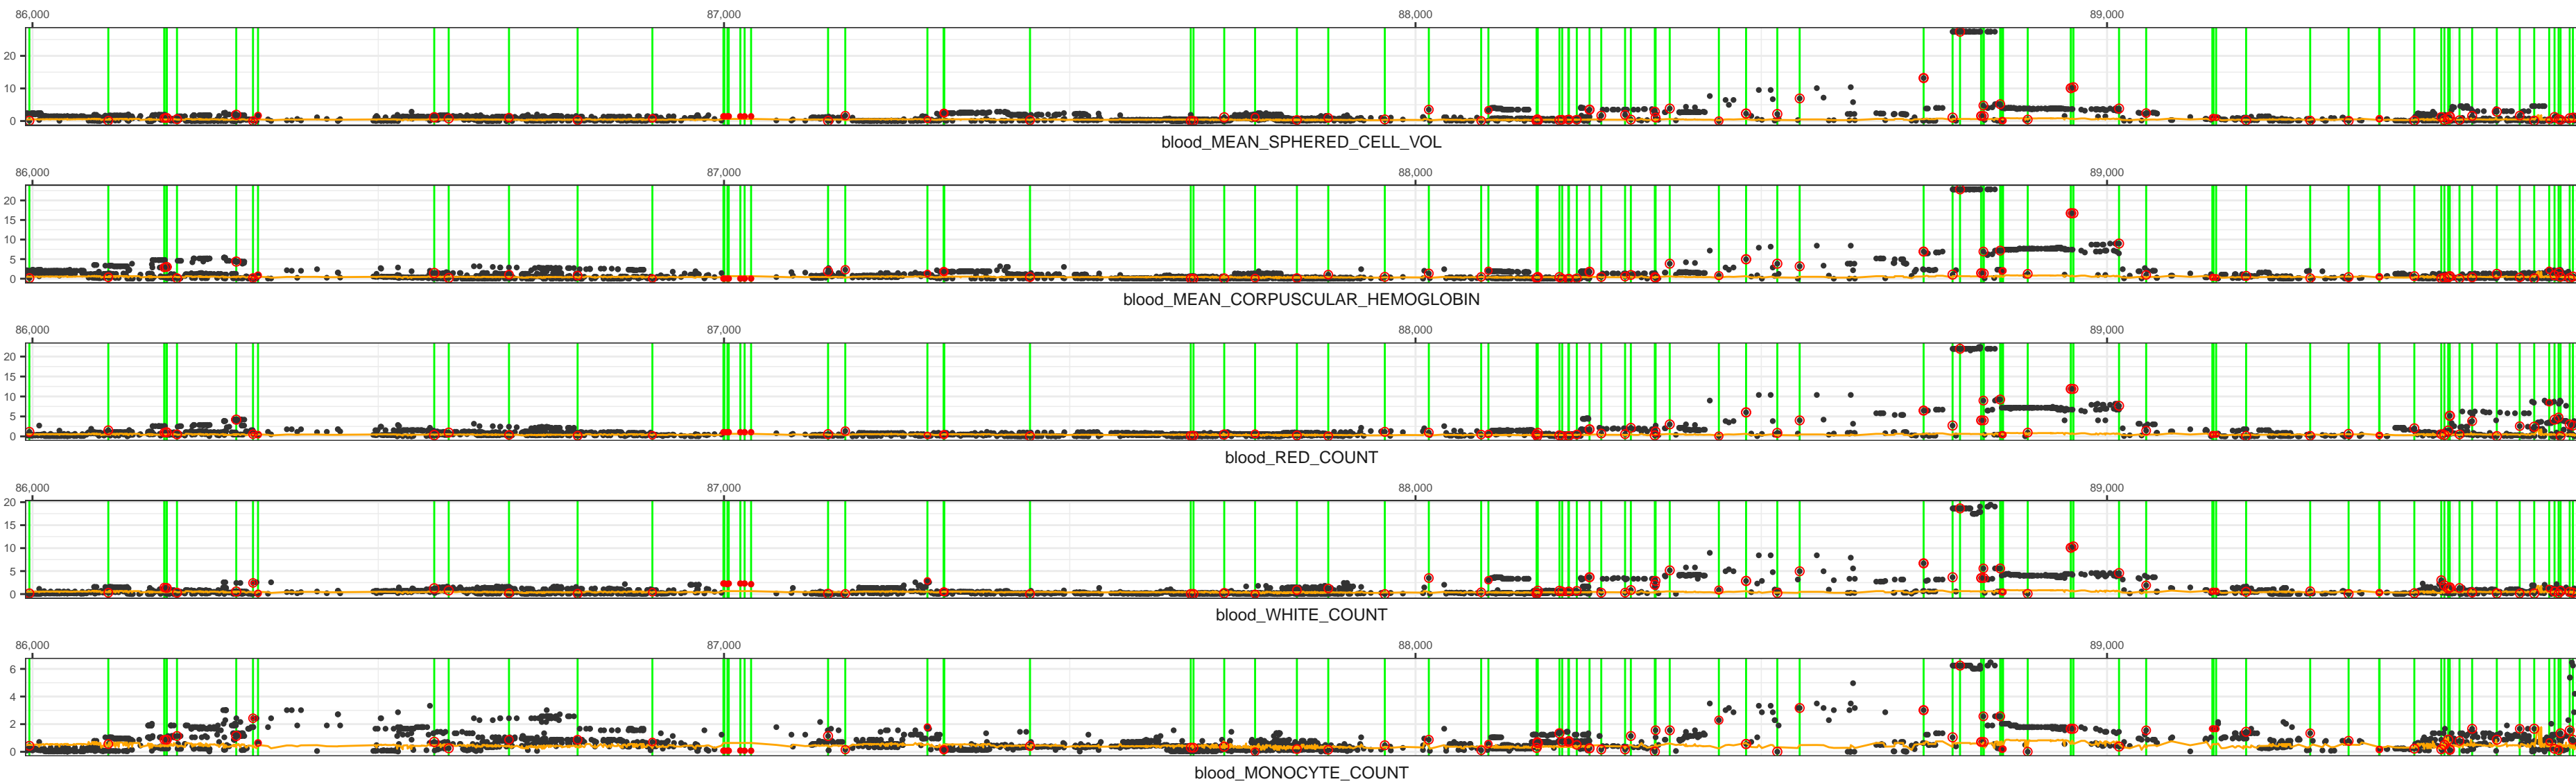 86,000 87,000 88,000 89,000
20
10
0
blood_MEAN_SPHERED_CELL_VOL
86,000 87,000 88,000 89,000
20
15
10
5
0
blood_MEAN_CORPUSCULAR_HEMOGLOBIN
86,000 87,000 88,000 89,000
20
15
10
5
0
blood_RED_COUNT
86,000 87,000 88,000 89,000
20
15
10
5
0
blood_WHITE_COUNT
86,000 87,000 88,000 89,000
6
4
2
0
blood_MONOCYTE_COUNT